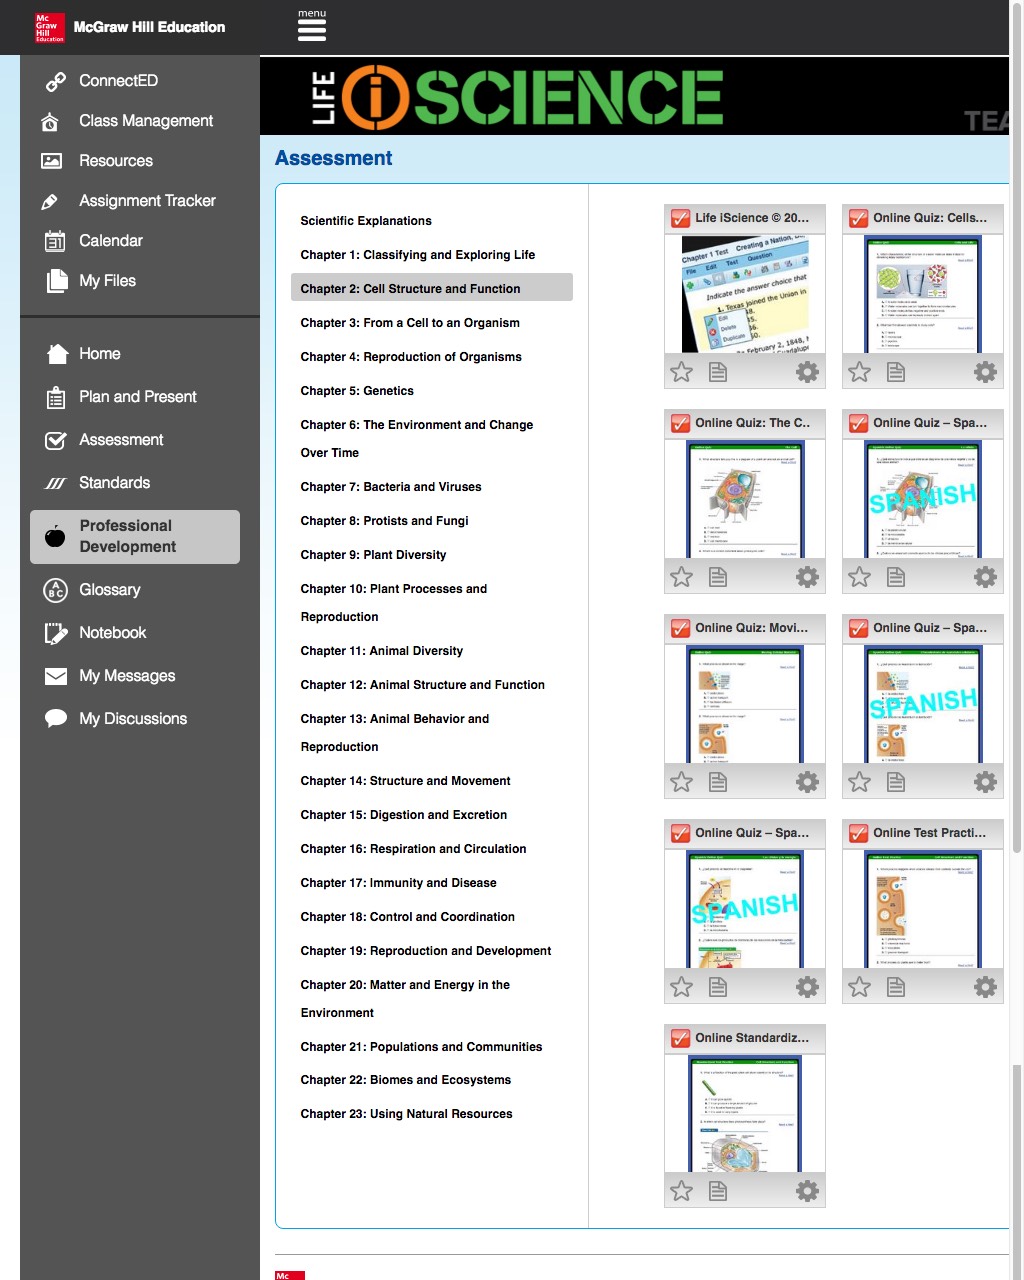 Mc
Graw
Hill
Education
McGraw Hill Education
menu
ConnectED
Class Management
Resources
Assignment Tracker
31
Calendar
My Files
Home
Plan and Present
Assessment
Standards
Professional
Development
A
B C
Glossary
Notebook
My Messages
My Discussions
LIFE iSCIENCE
TEA
Assessment
Scientific Explanations
Chapter 1: Classifying and Exploring Life
Chapter 2: Cell Structure and Function
Chapter 3: From a Cell to an Organism
Chapter 4: Reproduction of Organisms
Chapter 5: Genetics
Chapter 6: The Environment and Change
Over Time
Chapter 7: Bacteria and Viruses
Chapter 8: Protists and Fungi
Chapter 9: Plant Diversity
Chapter 10: Plant Processes and
Reproduction
Chapter 11: Animal Diversity
Chapter 12: Animal Structure and Function
Chapter 13: Animal Behavior and
Reproduction
Chapter 14: Structure and Movement
Chapter 15: Digestion and Excretion
Chapter 16: Respiration and Circulation
Chapter 17: Immunity and Disease
Chapter 18: Control and Coordination
Chapter 19: Reproduction and Development
Chapter 20: Matter and Energy in the
Environment
Chapter 21: Populations and Communities
Chapter 22: Biomes and Ecosystems
Chapter 23: Using Natural Resources
Life iScience © 20...
Chapter 1 Test Creating a Nation,
File Edit Test Question
Indicate the answer choice that
1. Texas joined the Union in
Edit
Delete
Duplicate
February 2, 1848,
Online Quiz: Cells...
Online Quiz: The C..
Online Quiz – Spa...
SPANISH
Online Quiz: Movi...
Online Quiz – Spa...
SPANISH
Online Quiz – Spa...
SPANISH
Online Test Practi...
Online Standardiz...
Mc